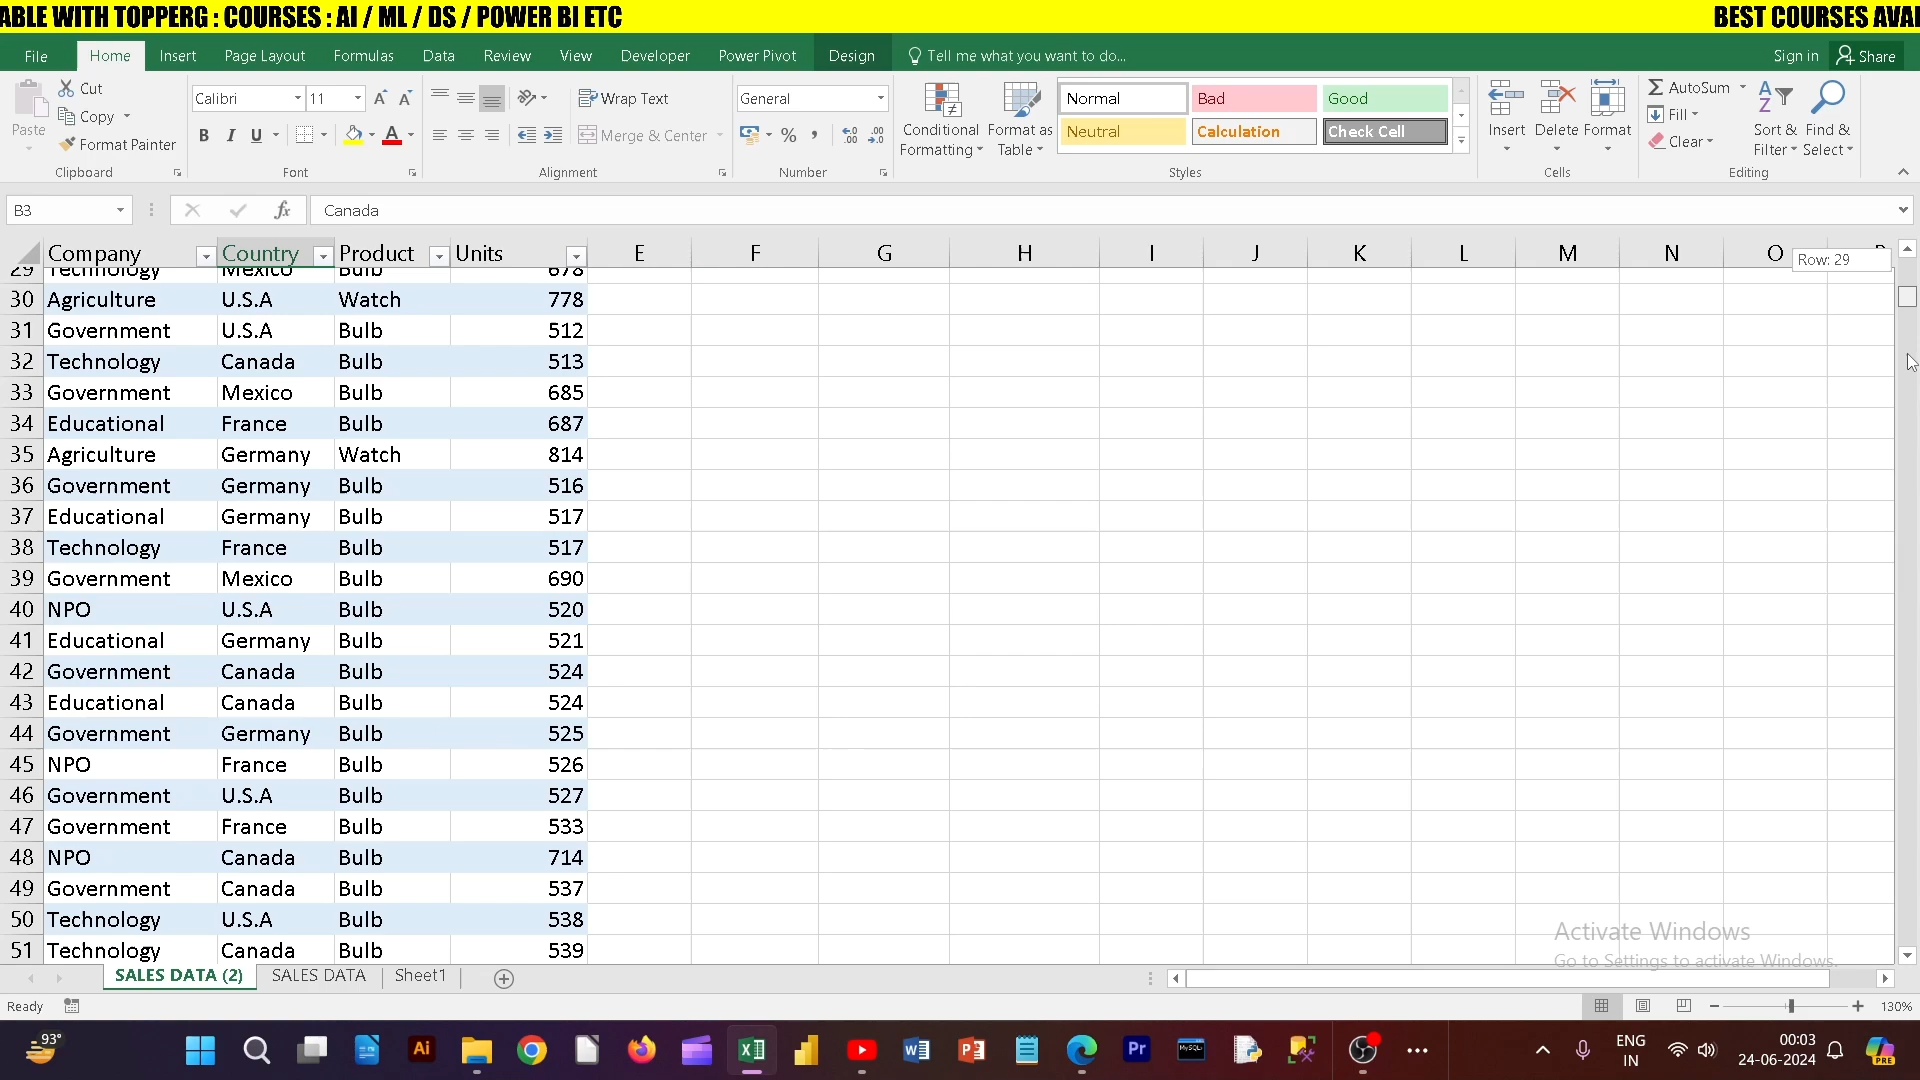 ABLE WITH TOPPERG : COURSES : AI / ML / DS / POWER BI ETC
BEST COURSES AVAI
File Home Insert Page Layout Formulas Data Review View Developer Power Pivot Design Tell me what you want to do... Sign in Share
Paste
Cut
Copy
Format Painter
Clipboard
Calibri 11
B I U
Font
Wrap Text
Merge & Center
Alignment
General
%
Number
Conditional Formatting
Format as Table
Normal Bad Good
Neutral Calculation Check Cell
Styles
Insert Delete Format
Cells
AutoSum
Fill
Clear
Sort & Filter
Find & Select
Editing
B3 fx Canada
Company Country Product Units E F G H I J K L M N O
Row: 29
29 Technology Mexico Bulb 678
30 Agriculture U.S.A Watch 778
31 Government U.S.A Bulb 512
32 Technology Canada Bulb 513
33 Government Mexico Bulb 685
34 Educational France Bulb 687
35 Agriculture Germany Watch 814
36 Government Germany Bulb 516
37 Educational Germany Bulb 517
38 Technology France Bulb 517
39 Government Mexico Bulb 690
40 NPO U.S.A Bulb 520
41 Educational Germany Bulb 521
42 Government Canada Bulb 524
43 Educational Canada Bulb 524
44 Government Germany Bulb 525
45 NPO France Bulb 526
46 Government U.S.A Bulb 527
47 Government France Bulb 533
48 NPO Canada Bulb 714
49 Government Canada Bulb 537
50 Technology U.S.A Bulb 538
51 Technology Canada Bulb 539
Activate Windows
Go to Settings to activate Windows.
SALES DATA (2) SALES DATA Sheet1
Ready
130%
93°
ENG
IN
00:03
24-06-2024